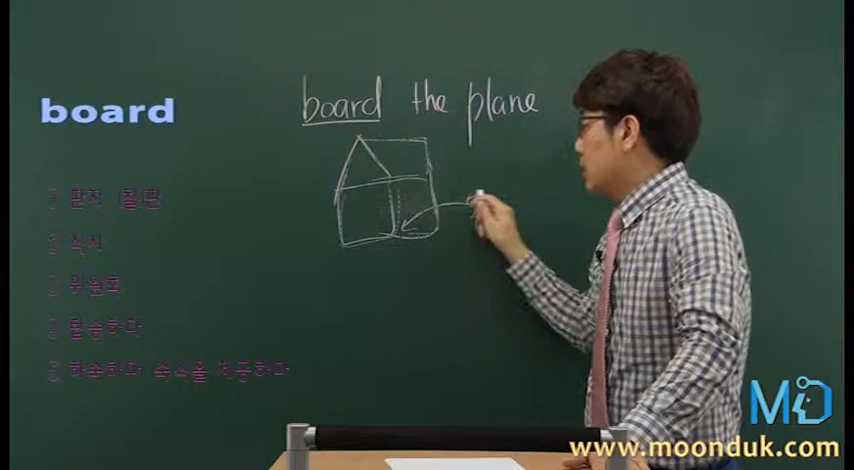 board
board the plane
① 판자 (칠)판
② 식사
③ 위원회
④ 탑승하다
⑤ 하숙하다 숙식을 제공하다
MD
www.moonduk.com